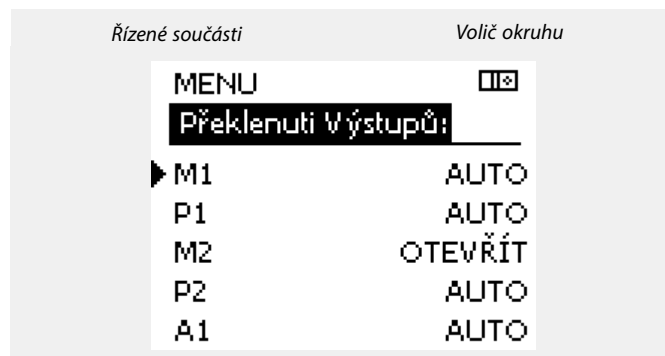 Řízené součásti Volič okruhu
MENU
Překlenuti Výstupů:
M1 AUTO
P1 AUTO
M2 OTEVŘÍT
P2 AUTO
A1 AUTO